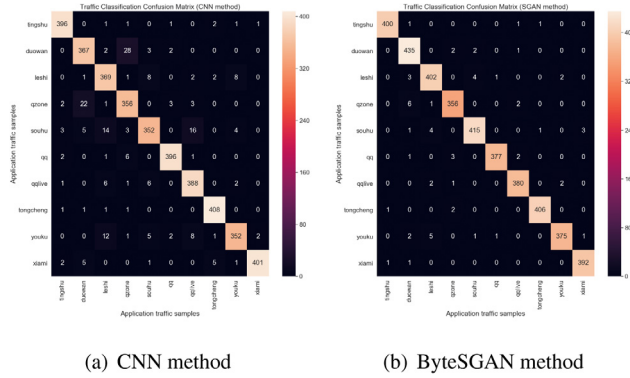 Traffic Classification Confusion Matrix (CNN method)
tingshu 396 0 1 1 0 0 0 1 1 1
duowan 0 367 2 28 0 0 0 0 0 0
leshi 0 1 369 1 8 0 2 2 8 0
qzone 2 22 1 358 0 3 3 0 0 0
souhu 3 5 14 3 352 0 16 0 4 0
qq 2 0 1 6 0 396 1 0 0 0
qqlive 0 1 6 0 6 0 388 0 2 0
tongcheng 1 1 1 0 0 0 1 408 0 0
youku 0 0 12 1 5 2 8 1 352 2
xiami 2 5 0 0 1 0 0 5 1 401
tingshu duowan leshi qzone souhu qq qqlive tongcheng youku xiami
Application traffic samples
Application traffic samples
400
320
240
160
80
0
(a) CNN method
Traffic Classification Confusion Matrix (SGAN method)
tingshu 400 0 1 0 0 0 0 0 0 0
duowan 0 435 2 1 0 0 0 0 0 0
leshi 1 3 402 0 4 0 1 0 2 0
qzone 0 6 1 356 0 0 2 0 0 0
souhu 0 1 3 0 415 0 0 1 0 3
qq 1 0 0 4 0 377 0 0 0 0
qqlive 0 0 2 0 1 0 380 0 2 0
tongcheng 1 0 1 0 0 0 2 406 0 0
youku 0 2 5 0 1 0 2 0 375 1
xiami 1 1 0 0 0 0 0 1 0 392
tingshu duowan leshi qzone souhu qq qqlive tongcheng youku xiami
Application traffic samples
Application traffic samples
(b) ByteSGAN method